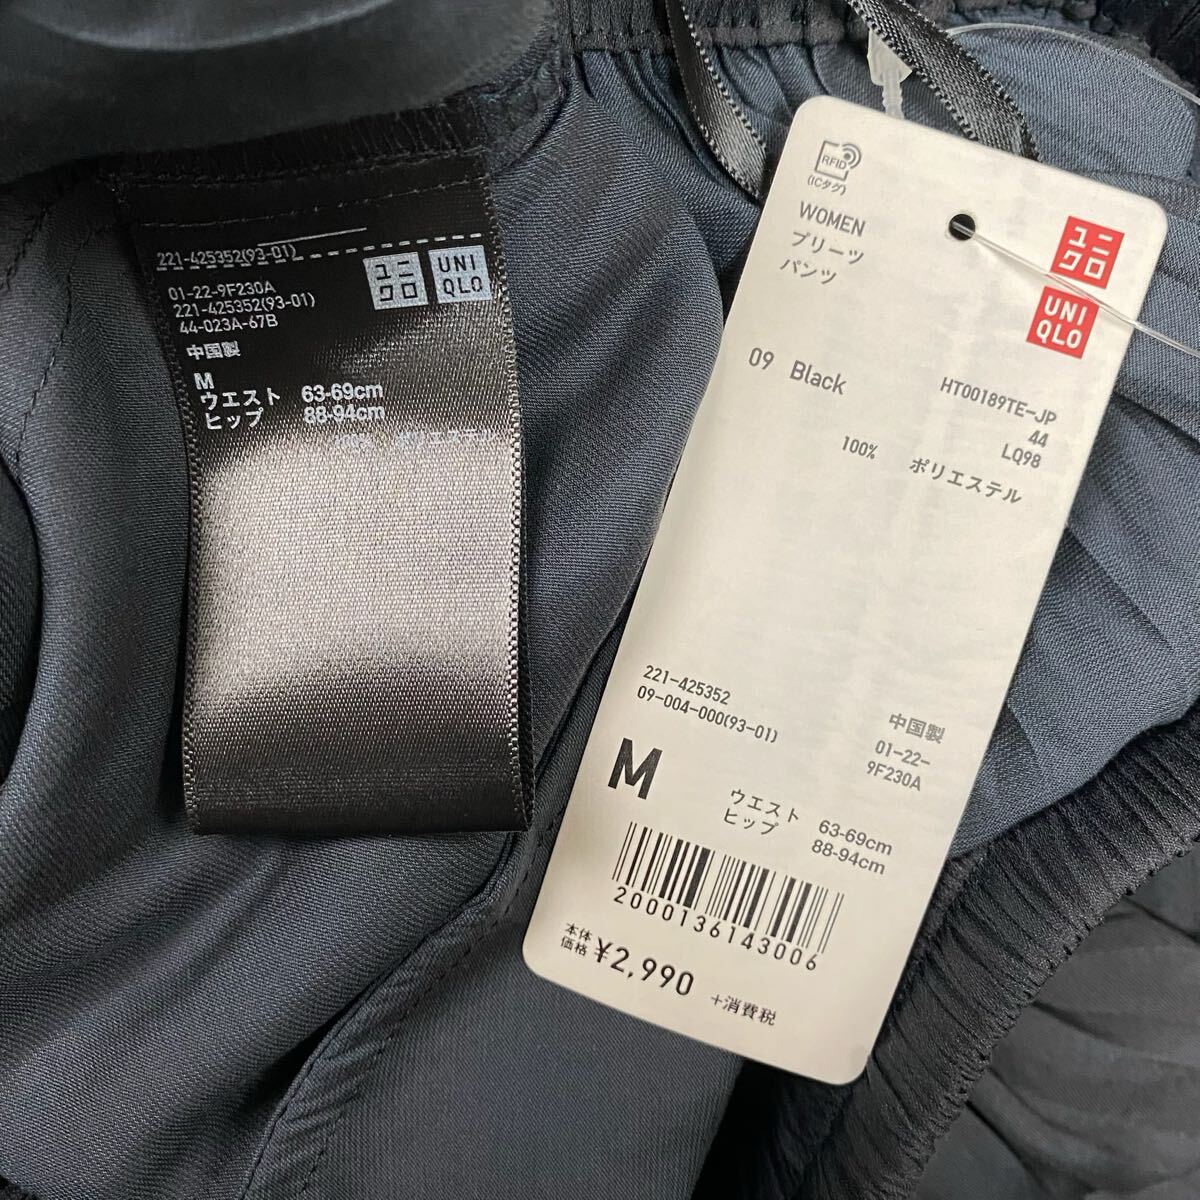 221-425352(93-01)
ユニ
クロ
UNI
QLO
01-22-9F230A
221-425352(93-01)
44-023A-67B
中国製
M
ウエスト 63-69cm
ヒップ 88-94cm
100% ポリエステル
RFID
(ICタグ)
WOMEN
プリーツ
パンツ
ユニ
クロ
UNI
QLO
09 Black
HT00189TE-JP
44
LQ98
100% ポリエステル
221-425352
09-004-000(93-01)
中国製
01-22-
9F230A
M
ウエスト 63-69cm
ヒップ 88-94cm
2000136143006
本体
価格 ¥2,990 +消費税